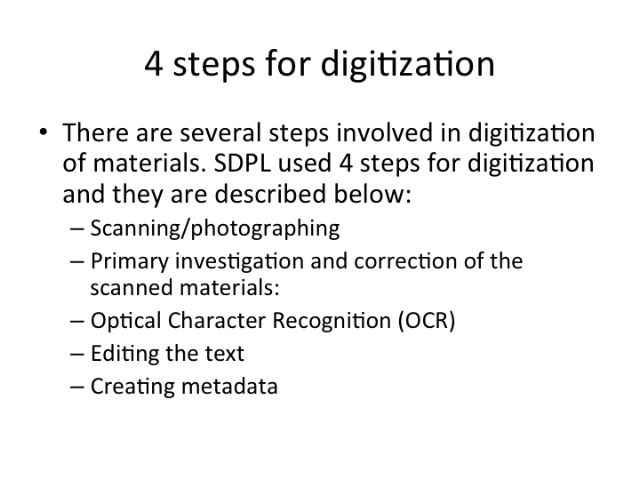 4 steps for digitization
• There are several steps involved in digitization
of materials. SDPL used 4 steps for digitization
and they are described below:
– Scanning/photographing
– Primary investigation and correction of the
scanned materials:
– Optical Character Recognition (OCR)
– Editing the text
– Creating metadata